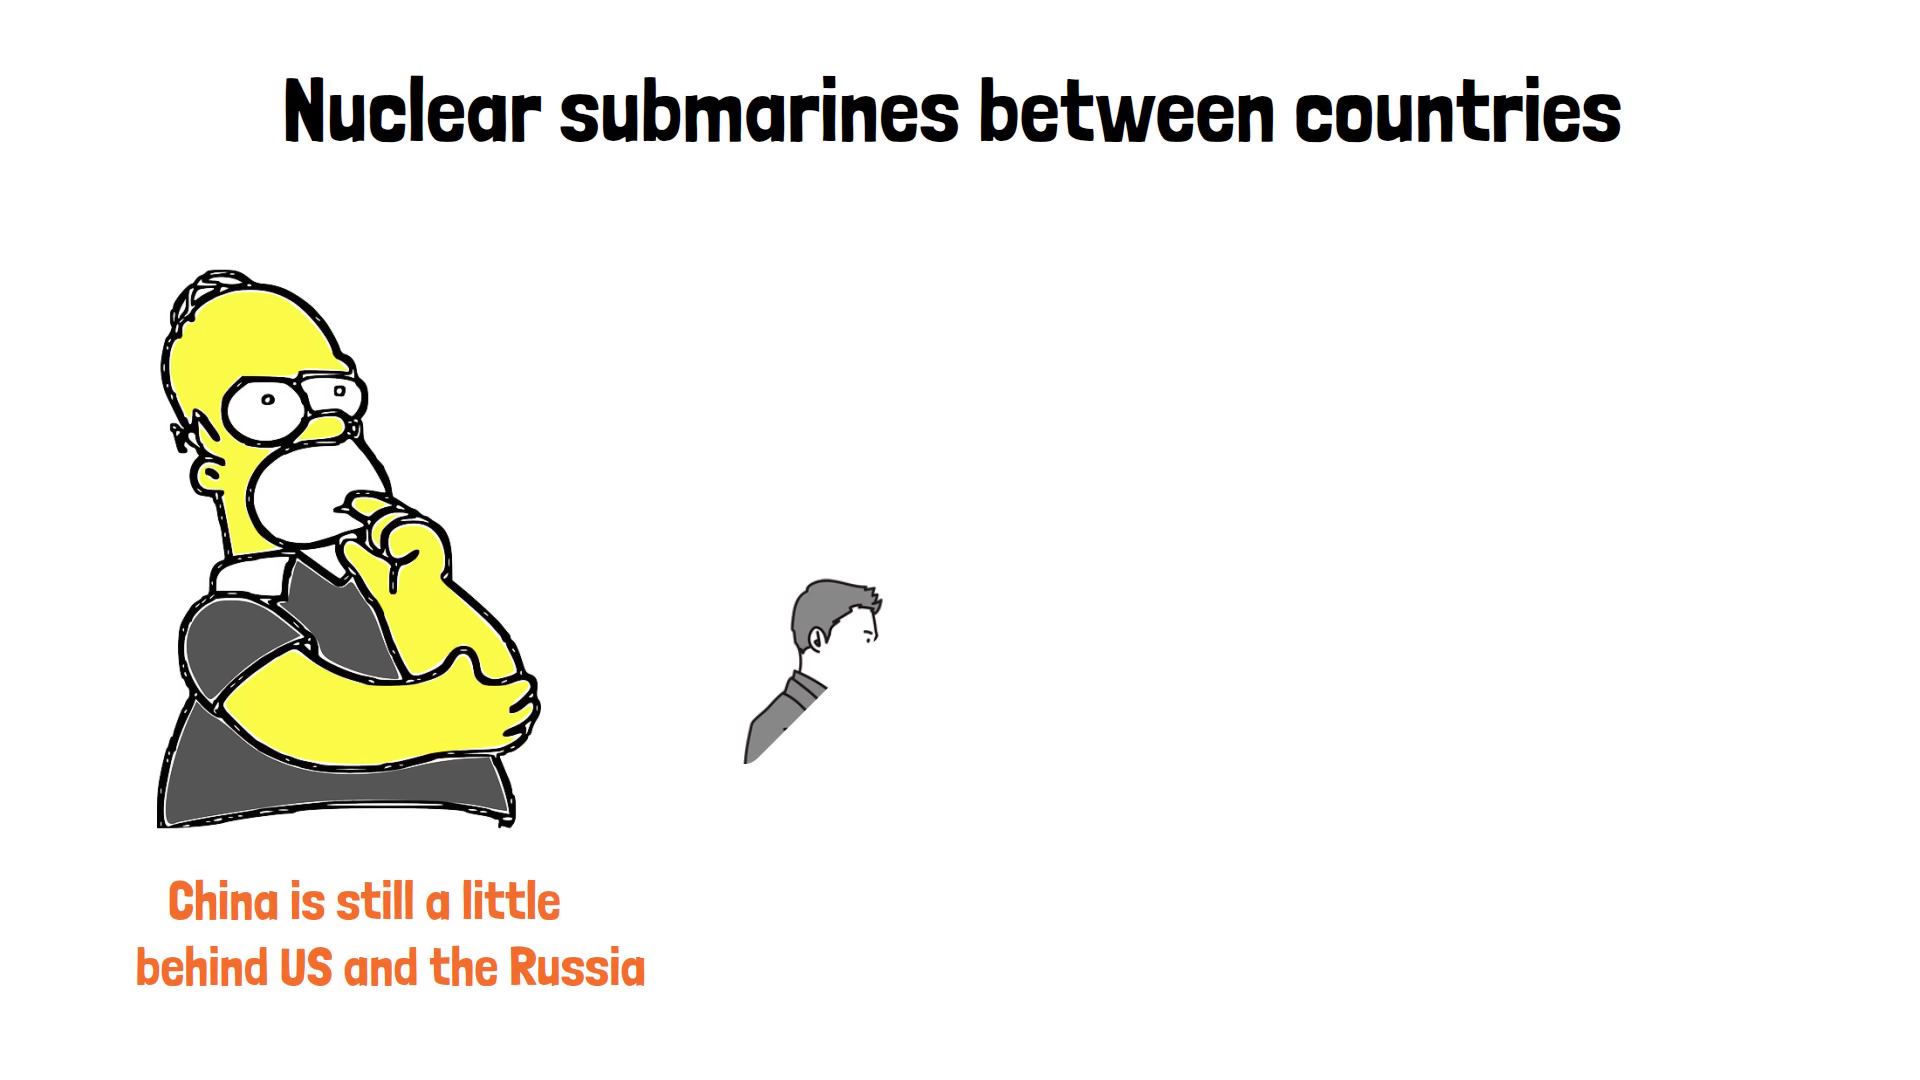 Nuclear submarines between countries
China is still a little
behind US and the Russia